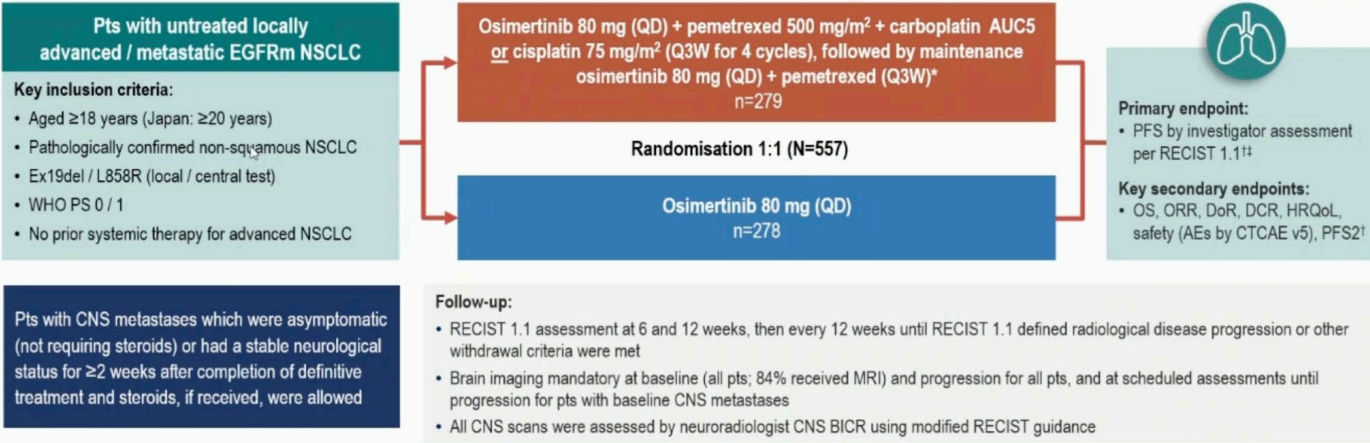 Pts with untreated locally
advanced / metastatic EGFRm NSCLC
Key inclusion criteria:
• Aged ≥18 years (Japan: ≥20 years)
• Pathologically confirmed non-squamous NSCLC
• Ex19del / L858R (local / central test)
• WHO PS 0 / 1
• No prior systemic therapy for advanced NSCLC
Osimertinib 80 mg (QD) + pemetrexed 500 mg/m² + carboplatin AUC5
or cisplatin 75 mg/m² (Q3W for 4 cycles), followed by maintenance
osimertinib 80 mg (QD) + pemetrexed (Q3W)*
n=279
Randomisation 1:1 (N=557)
Osimertinib 80 mg (QD)
n=278
Primary endpoint:
• PFS by investigator assessment
per RECIST 1.1†‡
Key secondary endpoints:
• OS, ORR, DoR, DCR, HRQoL,
safety (AEs by CTCAE v5), PFS2†
Pts with CNS metastases which were asymptomatic
(not requiring steroids) or had a stable neurological
status for ≥2 weeks after completion of definitive
treatment and steroids, if received, were allowed
Follow-up:
• RECIST 1.1 assessment at 6 and 12 weeks, then every 12 weeks until RECIST 1.1 defined radiological disease progression or other
withdrawal criteria were met
• Brain imaging mandatory at baseline (all pts; 84% received MRI) and progression for all pts, and at scheduled assessments until
progression for pts with baseline CNS metastases
• All CNS scans were assessed by neuroradiologist CNS BICR using modified RECIST guidance